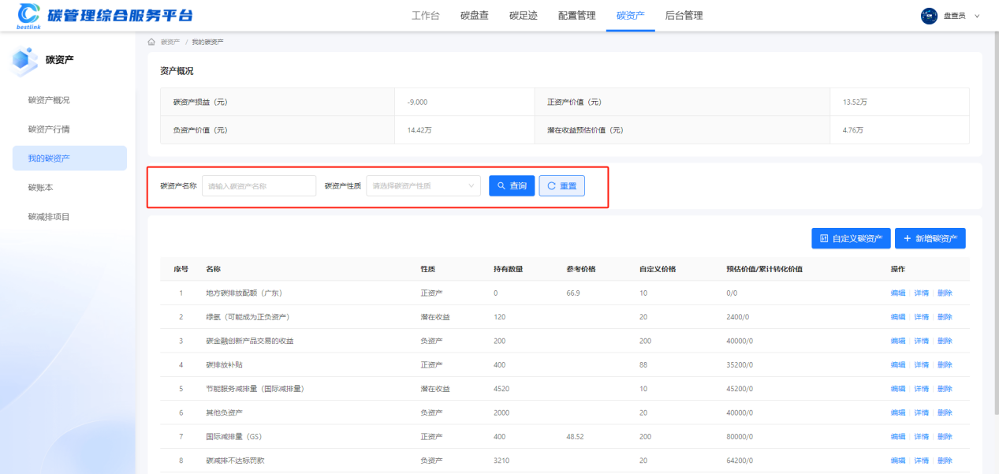 碳管理综合服务平台
bestlink
工作台 碳盘查 碳足迹 配置管理 碳资产 后台管理
盘查员
碳资产
碳资产概况
碳资产行情
我的碳资产
碳账本
碳减排项目
碳资产 / 我的碳资产
资产概况
碳资产损益（元） -9.000 正资产价值（元） 13.52万
负资产价值（元） 14.42万 潜在收益预估价值（元） 4.76万
碳资产名称 请输入碳资产名称 碳资产性质 请选择碳资产性质 查询 重置
自定义碳资产 新增碳资产
序号 名称 性质 持有数量 参考价格 自定义价格 预估价值/累计转化价值 操作
1 地方碳排放配额（广东） 正资产 0 66.9 10 0/0 编辑 详情 删除
2 绿氢（可能成为正负资产） 潜在收益 120 20 2400/0 编辑 详情 删除
3 碳金融创新产品交易的收益 负资产 200 200 40000/0 编辑 详情 删除
4 碳排放补贴 正资产 400 88 35200/0 编辑 详情 删除
5 节能服务减排量（国际减排量） 潜在收益 4520 10 45200/0 编辑 详情 删除
6 其他负资产 负资产 2000 20 40000/0 编辑 详情 删除
7 国际减排量（GS） 正资产 400 48.52 200 80000/0 编辑 详情 删除
8 碳减排不达标罚款 负资产 3210 20 64200/0 编辑 详情 删除